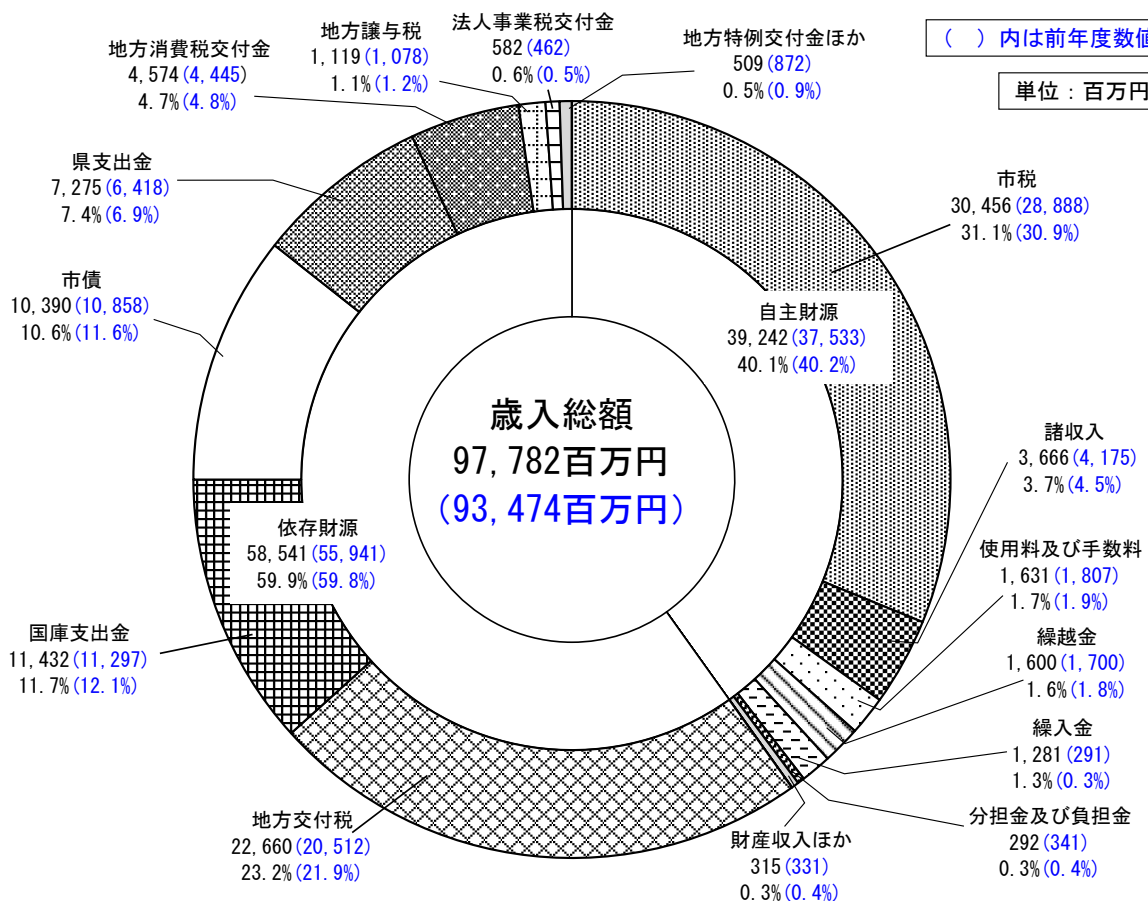 (　)内は前年度数値
単位：百万円
歳入総額
97,782百万円
(93,474百万円)
自主財源
39,242(37,533)
40.1%(40.2%)
依存財源
58,541(55,941)
59.9%(59.8%)
市税
30,456(28,888)
31.1%(30.9%)
諸収入
3,666(4,175)
3.7%(4.5%)
使用料及び手数料
1,631(1,807)
1.7%(1.9%)
繰越金
1,600(1,700)
1.6%(1.8%)
繰入金
1,281(291)
1.3%(0.3%)
分担金及び負担金
292(341)
0.3%(0.4%)
財産収入ほか
315(331)
0.3%(0.4%)
地方交付税
22,660(20,512)
23.2%(21.9%)
国庫支出金
11,432(11,297)
11.7%(12.1%)
市債
10,390(10,858)
10.6%(11.6%)
県支出金
7,275(6,418)
7.4%(6.9%)
地方消費税交付金
4,574(4,445)
4.7%(4.8%)
地方譲与税
1,119(1,078)
1.1%(1.2%)
法人事業税交付金
582(462)
0.6%(0.5%)
地方特例交付金ほか
509(872)
0.5%(0.9%)